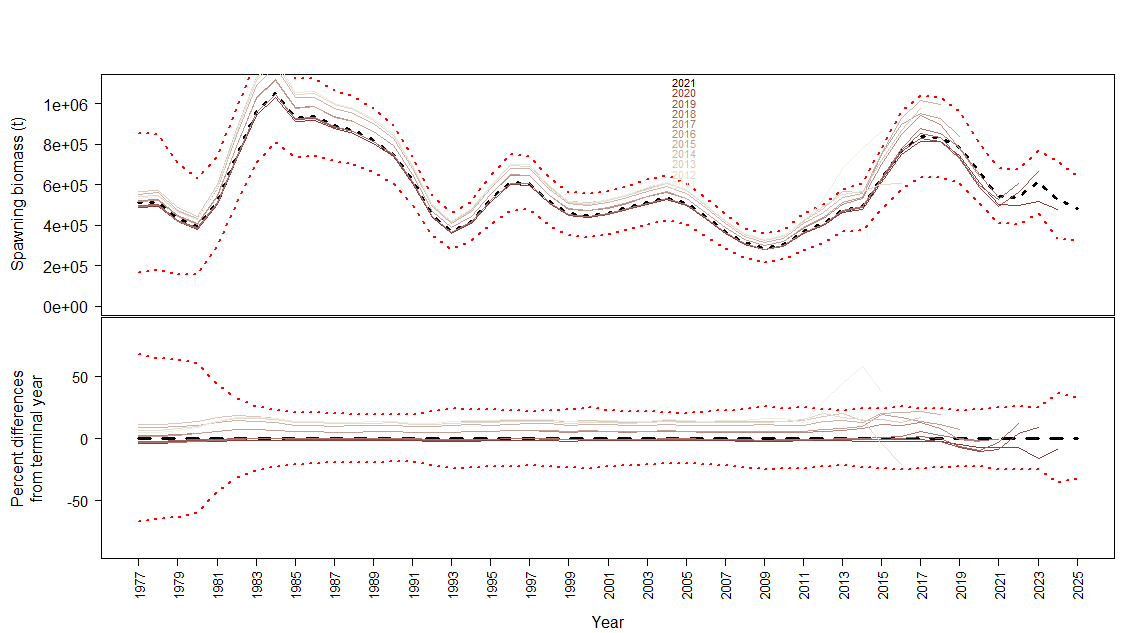 Spawning biomass (t)
1e+06
8e+05
6e+05
4e+05
2e+05
0e+00
2021
2020
2019
2018
2017
2016
2015
2014
2013
2012
Percent differences
from terminal year
50
0
-50
1977 1979 1981 1983 1985 1987 1989 1991 1993 1995 1997 1999 2001 2003 2005 2007 2009 2011 2013 2015 2017 2019 2021 2023 2025
Year